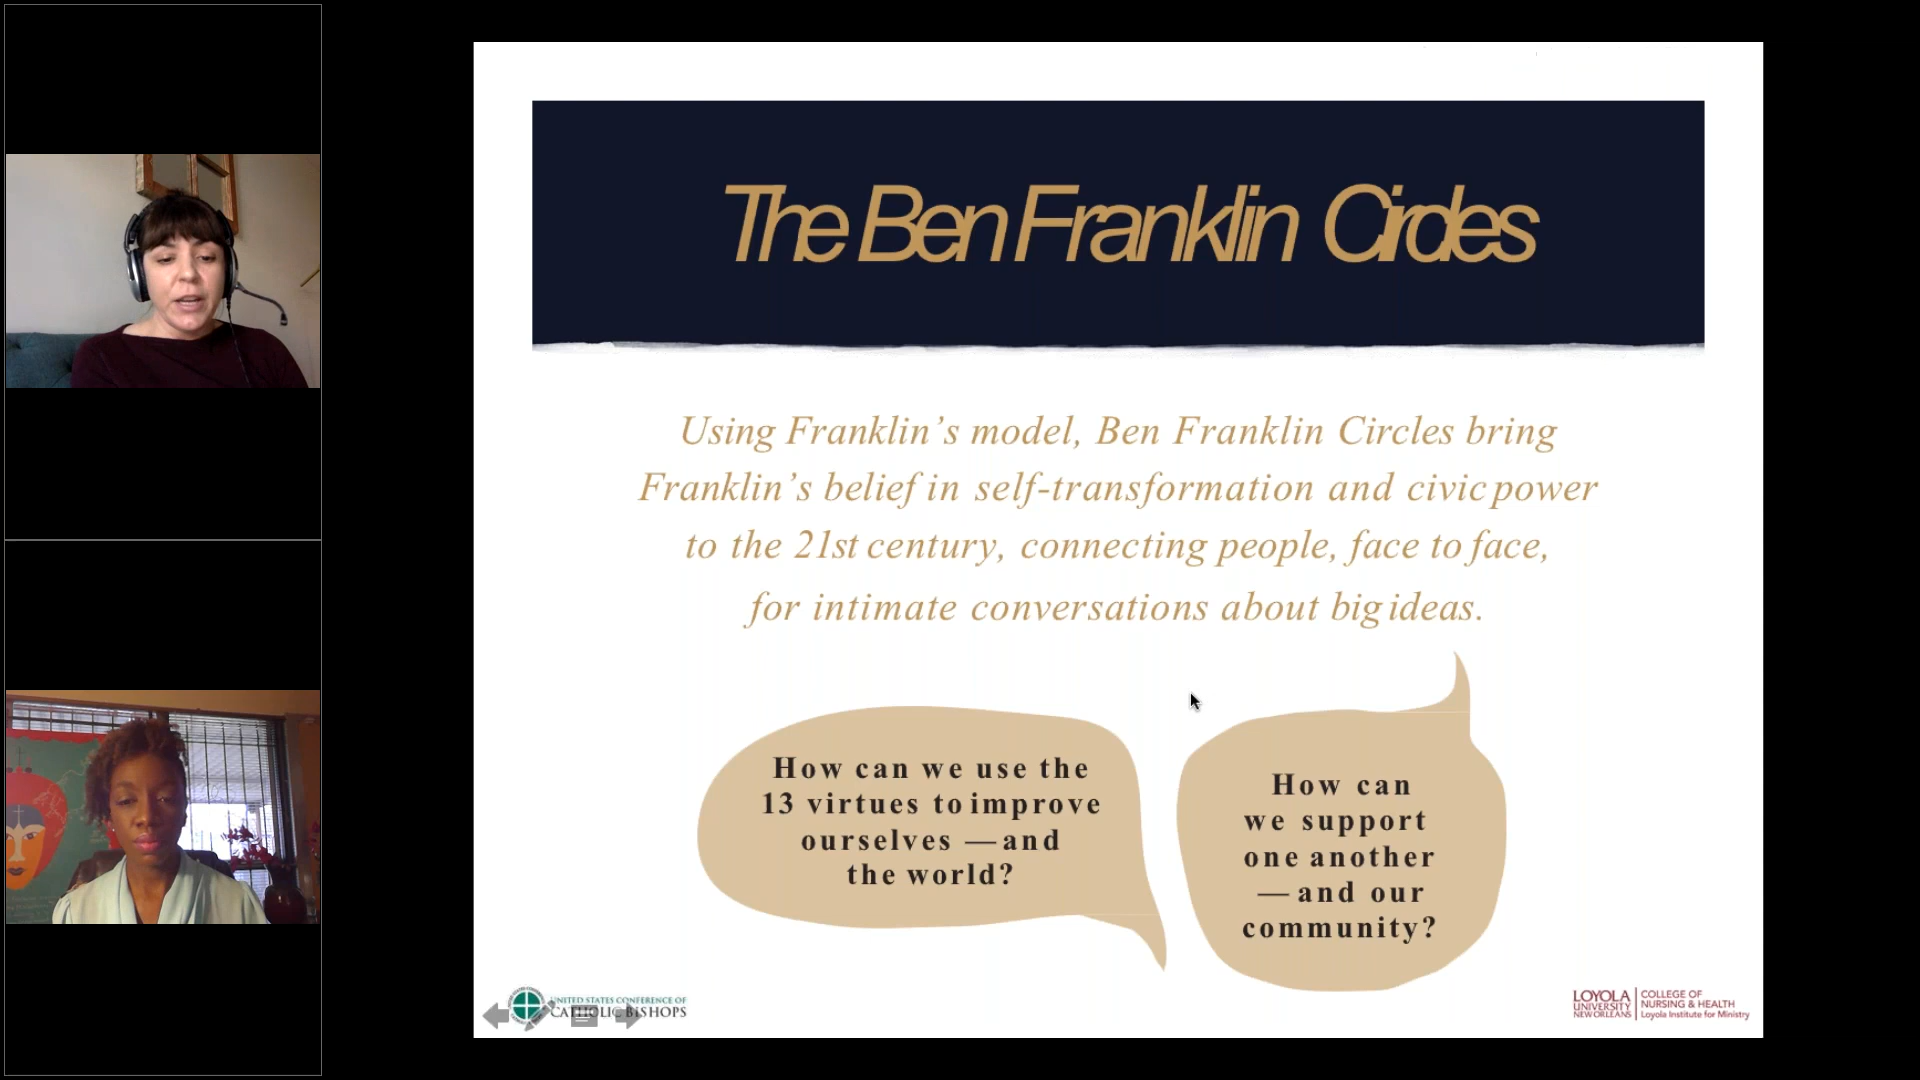 The Ben Franklin Circles
Using Franklin’s model, Ben Franklin Circles bring
Franklin’s belief in self-transformation and civic power
to the 21st century, connecting people, face to face,
for intimate conversations about big ideas.
How can we use the
13 virtues to improve
ourselves —and
the world?
How can
we support
one another
—and our
community?
UNITED STATES CONFERENCE OF
CATHOLIC BISHOPS
LOYOLA
UNIVERSITY
NEW ORLEANS
COLLEGE OF
NURSING & HEALTH
Loyola Institute for Ministry